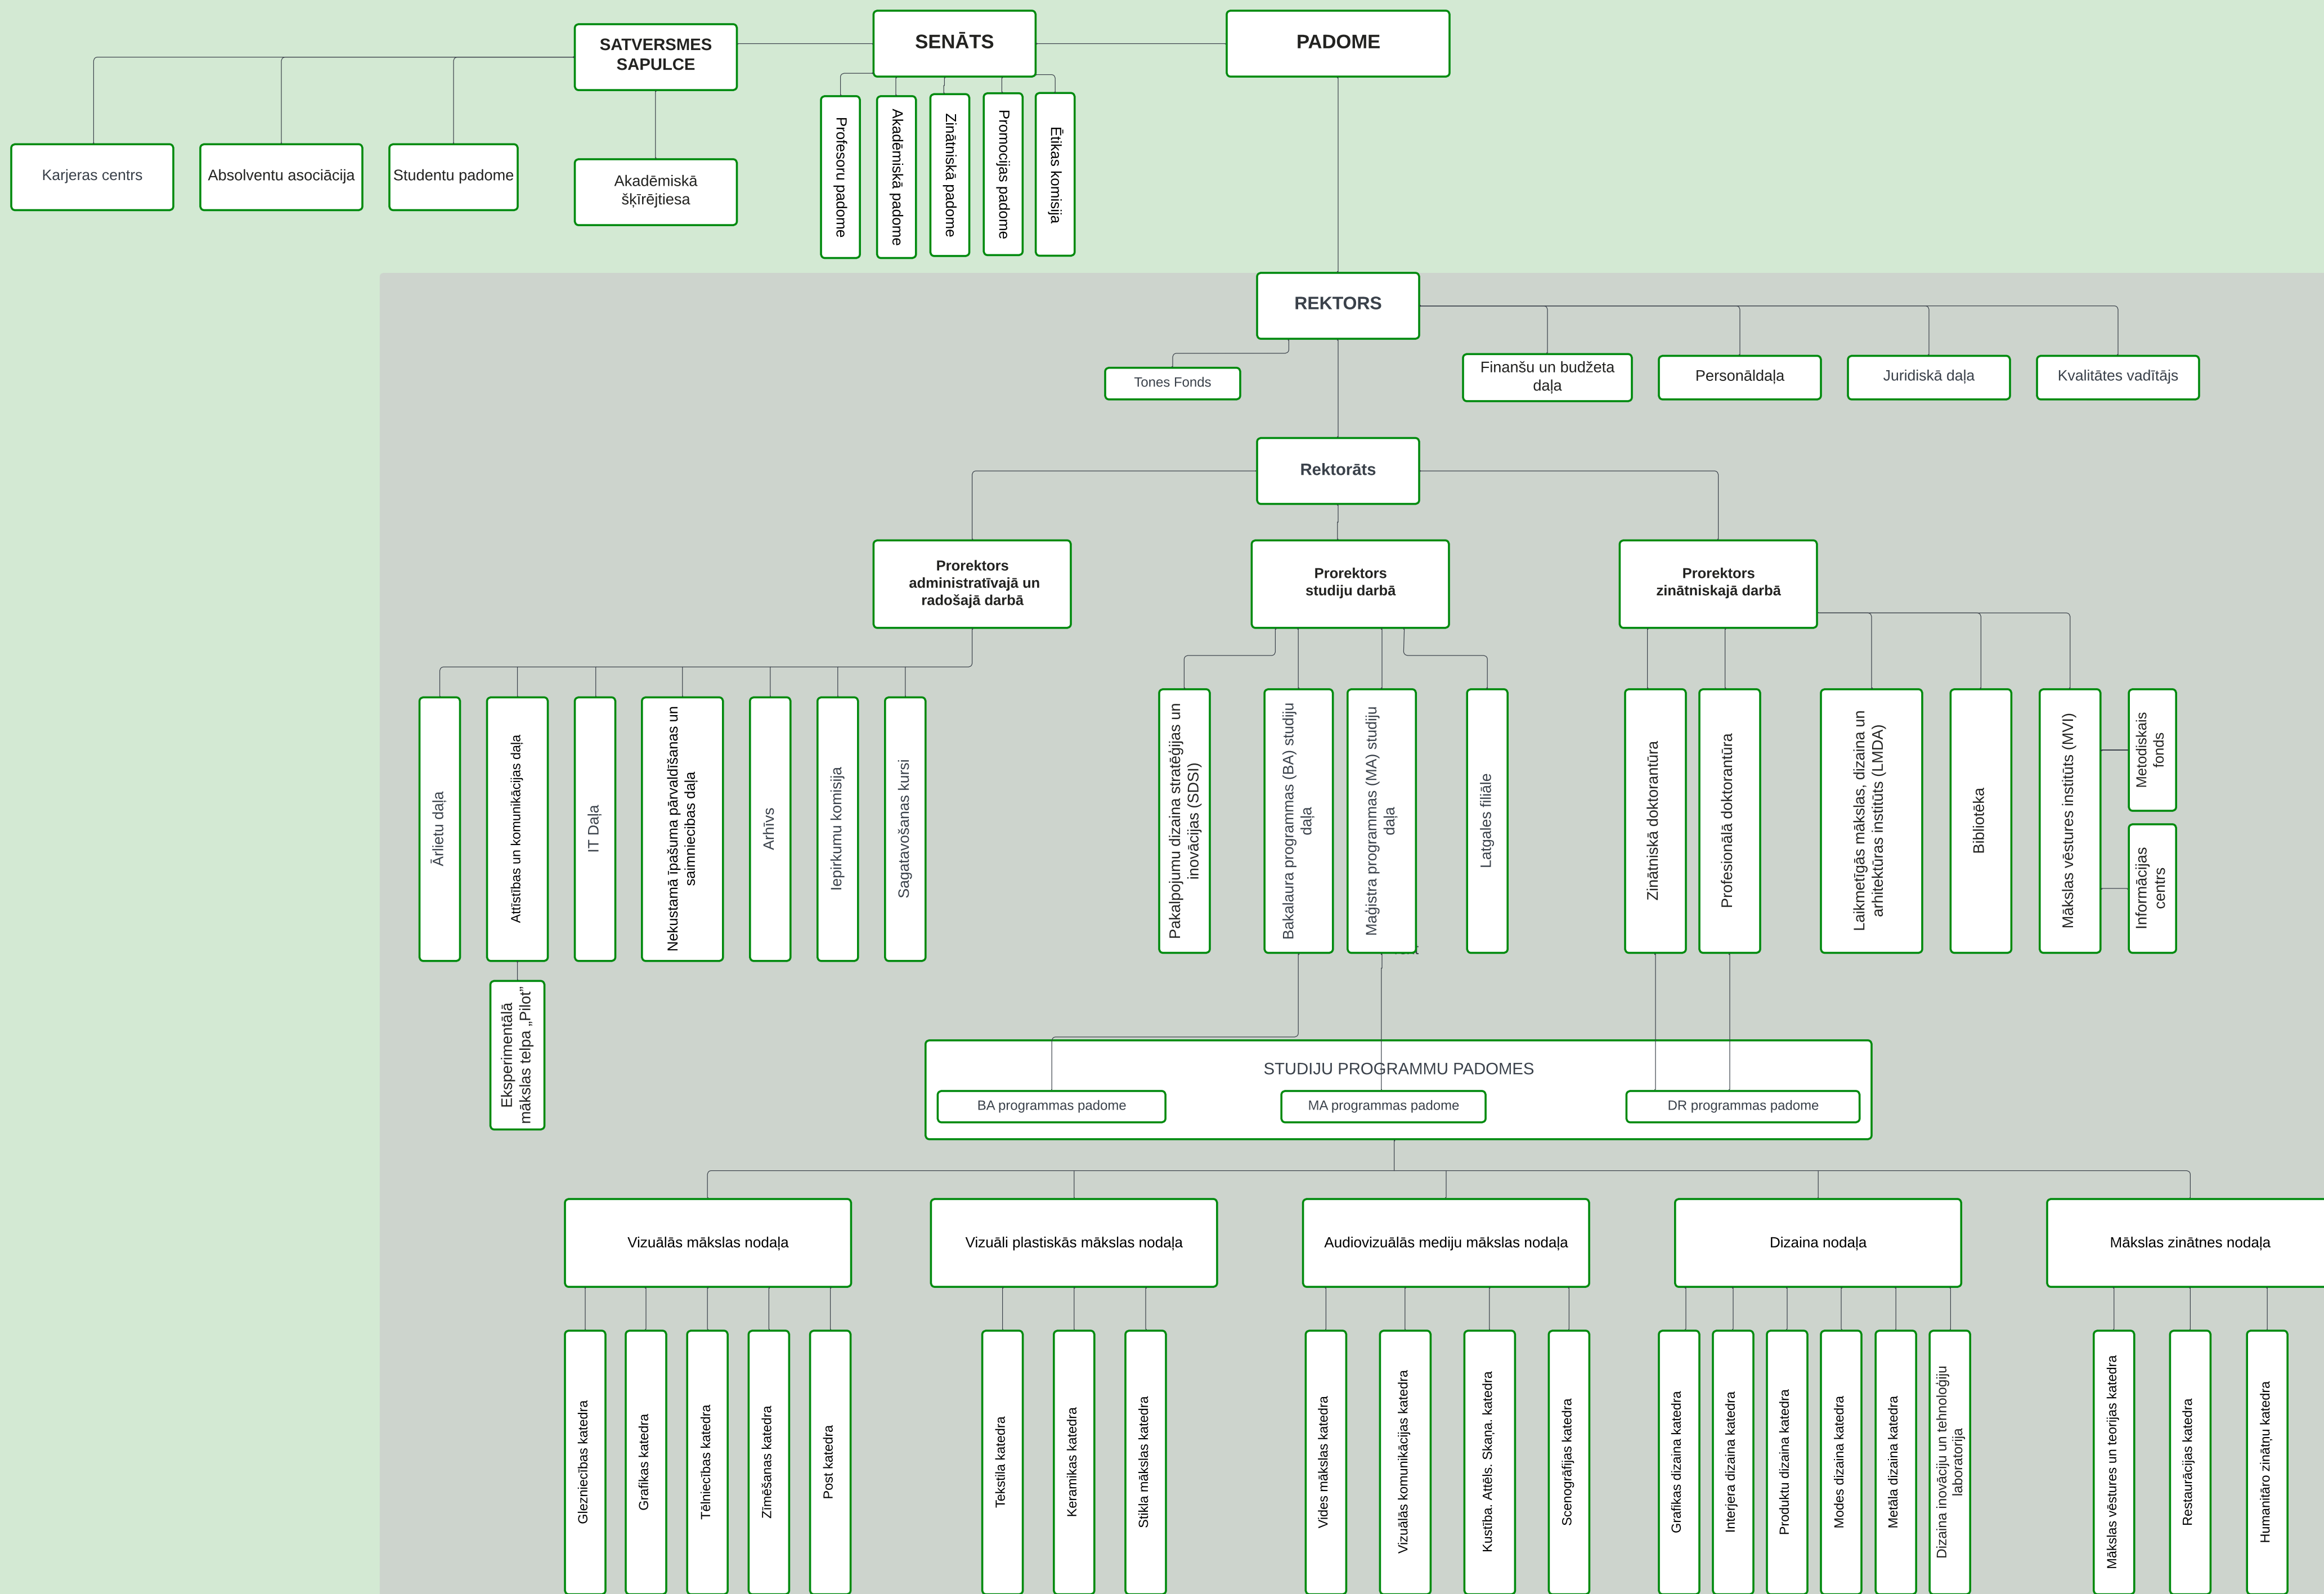 SATVERSMES
SAPULCE
SENĀTS
PADOME
Karjeras centrs
Absolventu asociācija
Studentu padome
Akadēmiskā
šķīrējtiesa
Profesoru padome
Akadēmiskā padome
Zinātniskā padome
Promocijas padome
Ētikas komisija
REKTORS
Tones Fonds
Finanšu un budžeta
daļa
Personāldaļa
Juridiskā daļa
Kvalitātes vadītājs
Rektorāts
Prorektors
administratīvajā un
radošajā darbā
Prorektors
studiju darbā
Prorektors
zinātniskajā darbā
Ārlietu daļa
Attīstības un komunikācijas daļa
IT Daļa
Nekustamā īpašuma pārvaldīšanas un
saimniecības daļa
Arhīvs
Iepirkumu komisija
Sagatavošanas kursi
Pakalpojumu dizaina stratēģijas un
inovācijas (SDSI)
Bakalaura programmas (BA) studiju
daļa
Maģistra programmas (MA) studiju
daļa
Latgales filiāle
Zinātniskā doktorantūra
Profesionālā doktorantūra
Laikmetīgās mākslas, dizaina un
arhitektūras institūts (LMDA)
Bibliotēka
Mākslas vēstures institūts (MVI)
Metodiskais
fonds
Informācijas
centrs
Eksperimentālā
mākslas telpa „Pilot”
STUDIJU PROGRAMMU PADOMES
BA programmas padome
MA programmas padome
DR programmas padome
Vizuālās mākslas nodaļa
Vizuāli plastiskās mākslas nodaļa
Audiovizuālās mediju mākslas nodaļa
Dizaina nodaļa
Mākslas zinātnes nodaļa
Glezniecības katedra
Grafikas katedra
Tēlniecības katedra
Zīmēšanas katedra
Post katedra
Tekstila katedra
Keramikas katedra
Stikla mākslas katedra
Vides mākslas katedra
Vizuālās komunikācijas katedra
Kustība. Attēls. Skaņa. katedra
Scenogrāfijas katedra
Grafikas dizaina katedra
Interjera dizaina katedra
Produktu dizaina katedra
Modes dizaina katedra
Metāla dizaina katedra
Dizaina inovāciju un tehnoloģiju
laboratorija
Mākslas vēstures un teorijas katedra
Restaurācijas katedra
Humanitāro zinātņu katedra